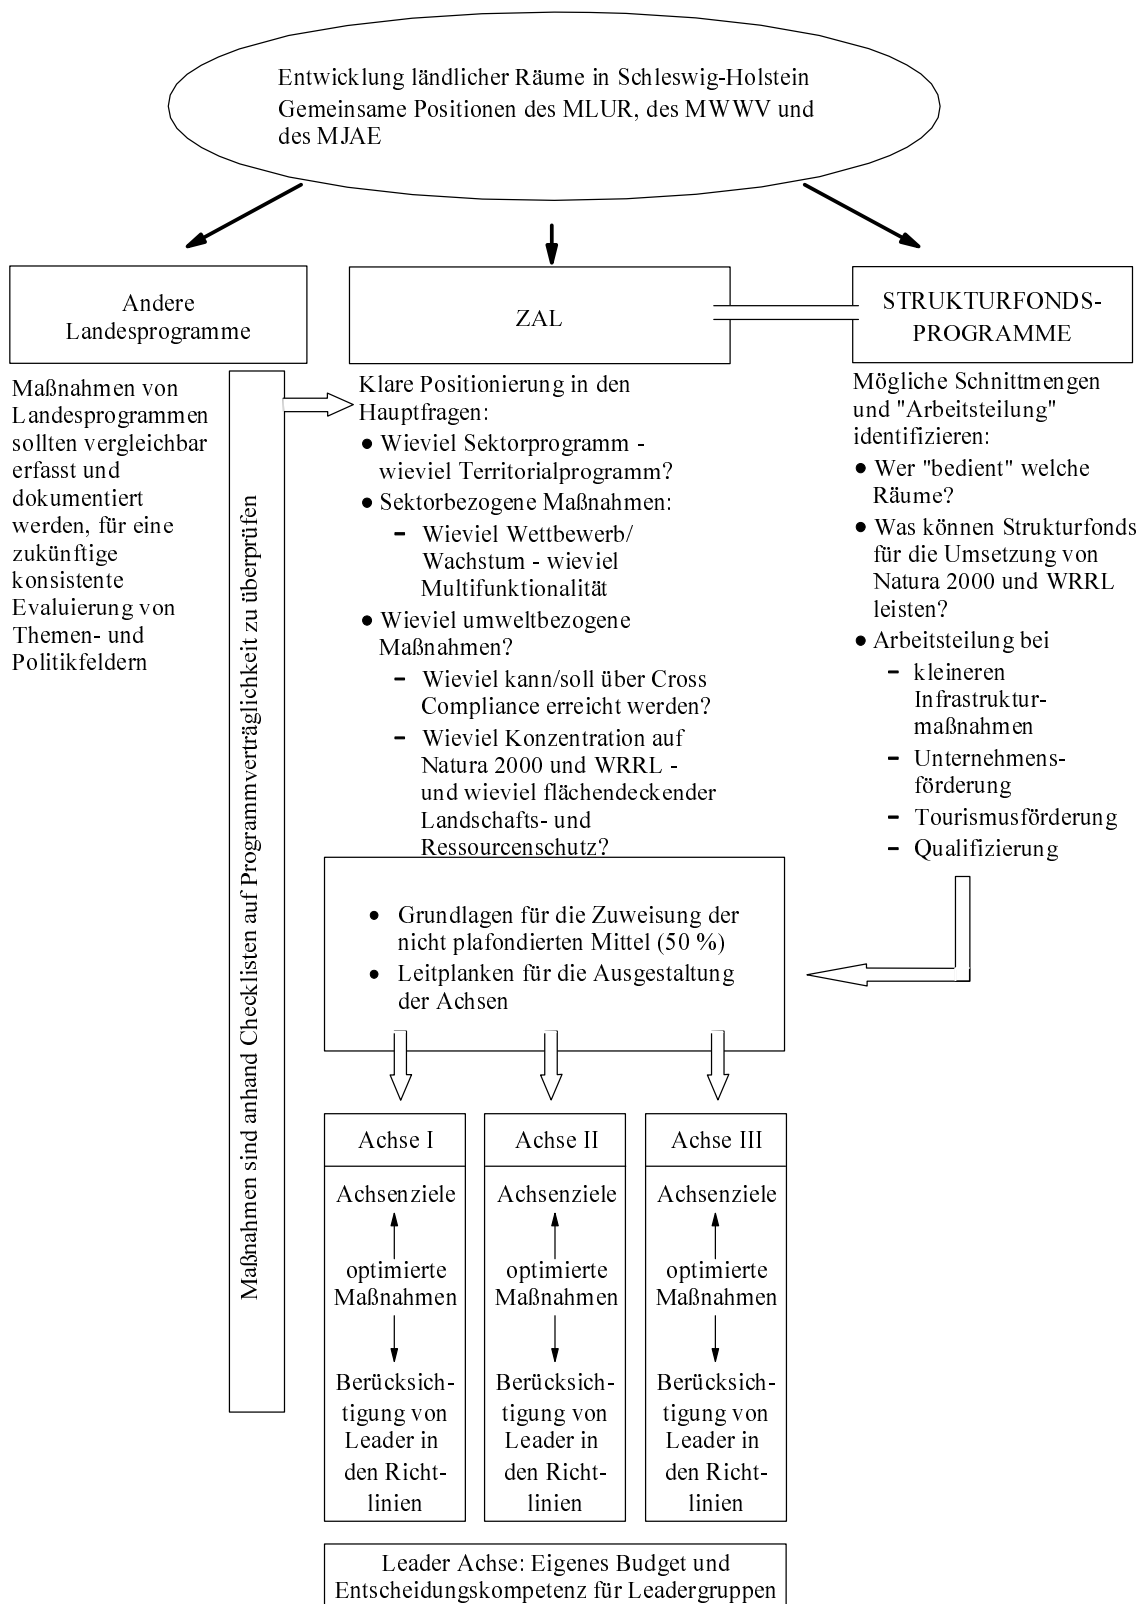 Entwicklung ländlicher Räume in Schleswig-Holstein
Gemeinsame Positionen des MLUR, des MWWV und
des MJAE
Andere
Landesprogramme
Maßnahmen von
Landesprogrammen
sollten vergleichbar
erfasst und
dokumentiert
werden, für eine
zukünftige
konsistente
Evaluierung von
Themen- und
Politikfeldern
Maßnahmen sind anhand Checklisten auf Programmverträglichkeit zu überprüfen
ZAL
Klare Positionierung in den
Hauptfragen:
● Wieviel Sektorprogramm -
wieviel Territorialprogramm?
● Sektorbezogene Maßnahmen:
– Wieviel Wettbewerb/
Wachstum - wieviel
Multifunktionalität
● Wieviel umweltbezogene
Maßnahmen?
– Wieviel kann/soll über Cross
Compliance erreicht werden?
– Wieviel Konzentration auf
Natura 2000 und WRRL -
und wieviel flächendeckender
Landschafts- und
Ressourcenschutz?
STRUKTURFONDS-
PROGRAMME
Mögliche Schnittmengen
und "Arbeitsteilung"
identifizieren:
● Wer "bedient" welche
Räume?
● Was können Strukturfonds
für die Umsetzung von
Natura 2000 und WRRL
leisten?
● Arbeitsteilung bei
– kleineren
Infrastruktur-
maßnahmen
– Unternehmens-
förderung
– Tourismusförderung
– Qualifizierung
● Grundlagen für die Zuweisung der
nicht plafondierten Mittel (50 %)
● Leitplanken für die Ausgestaltung
der Achsen
Achse I
Achsenziele
optimierte
Maßnahmen
Berücksich-
tigung von
Leader in
den Richt-
linien
Achse II
Achsenziele
optimierte
Maßnahmen
Berücksich-
tigung von
Leader in
den Richt-
linien
Achse III
Achsenziele
optimierte
Maßnahmen
Berücksich-
tigung von
Leader in
den Richt-
linien
Leader Achse: Eigenes Budget und
Entscheidungskompetenz für Leadergruppen